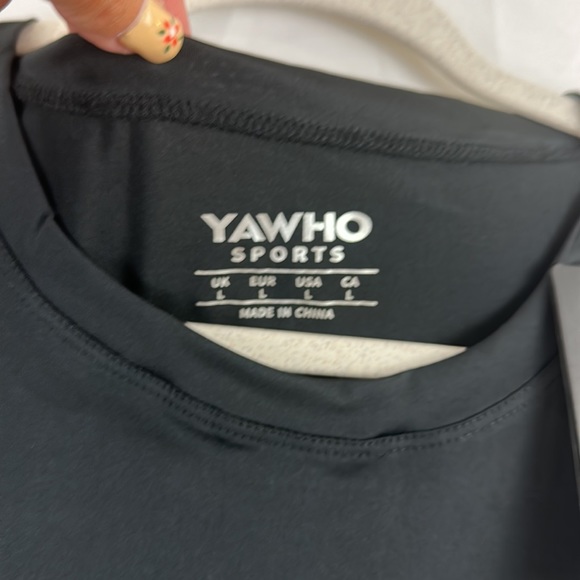 YAWHO
SPORTS
UK EUR USA CA
L L L L
MADE IN CHINA